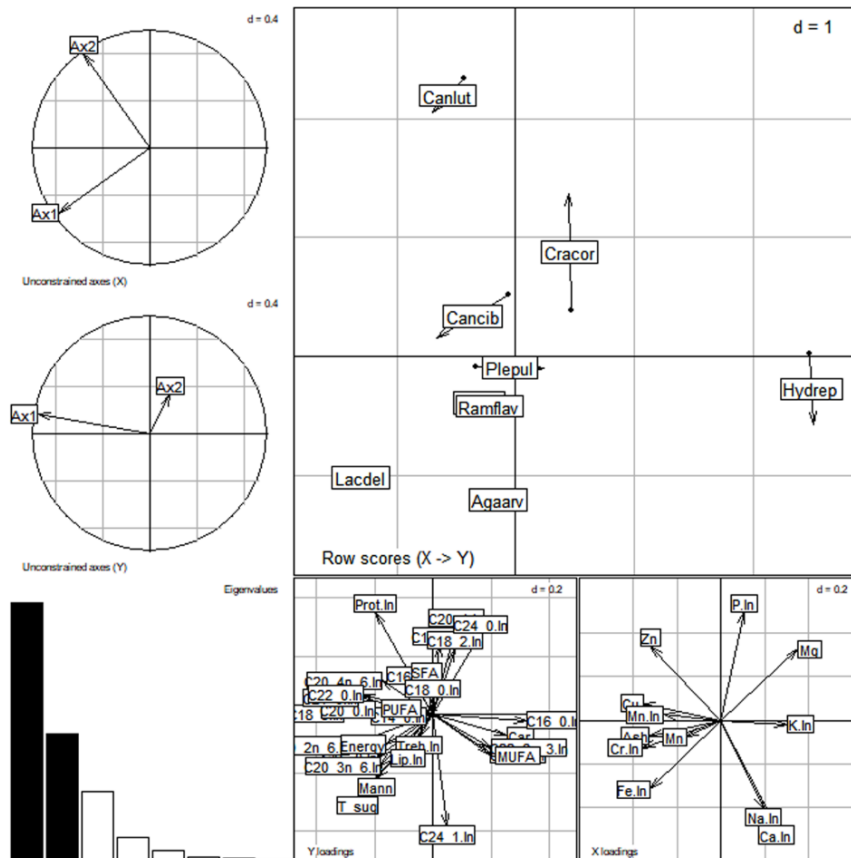 d = 0.4
Ax2
Ax1
Unconstrained axes (X)
d = 0.4
Ax2
Ax1
Unconstrained axes (Y)
d = 1
Canlut
Cracor
Cancib
Plepul
Hydrep
Ramflav
Lacdel
Agaarv
Row scores (X -> Y)
Eigenvalues
d = 0.2
Prot.ln
C24_0.ln
C18_2.ln
SFA
C20_4n_6.ln
C18_0.ln
C22_0.ln
PUFA
C20_0.ln
C16_0.ln
Car
Energy
Treh.ln
MUFA
Lip.ln
C20_3n_6.ln
Mann
T_sug
C24_1.ln
Y loadings
d = 0.2
P.ln
Zn
Mg
Cu
Mn.ln
K.ln
Ash
Mn
Cr.ln
Fe.ln
Na.ln
Ca.ln
X loadings